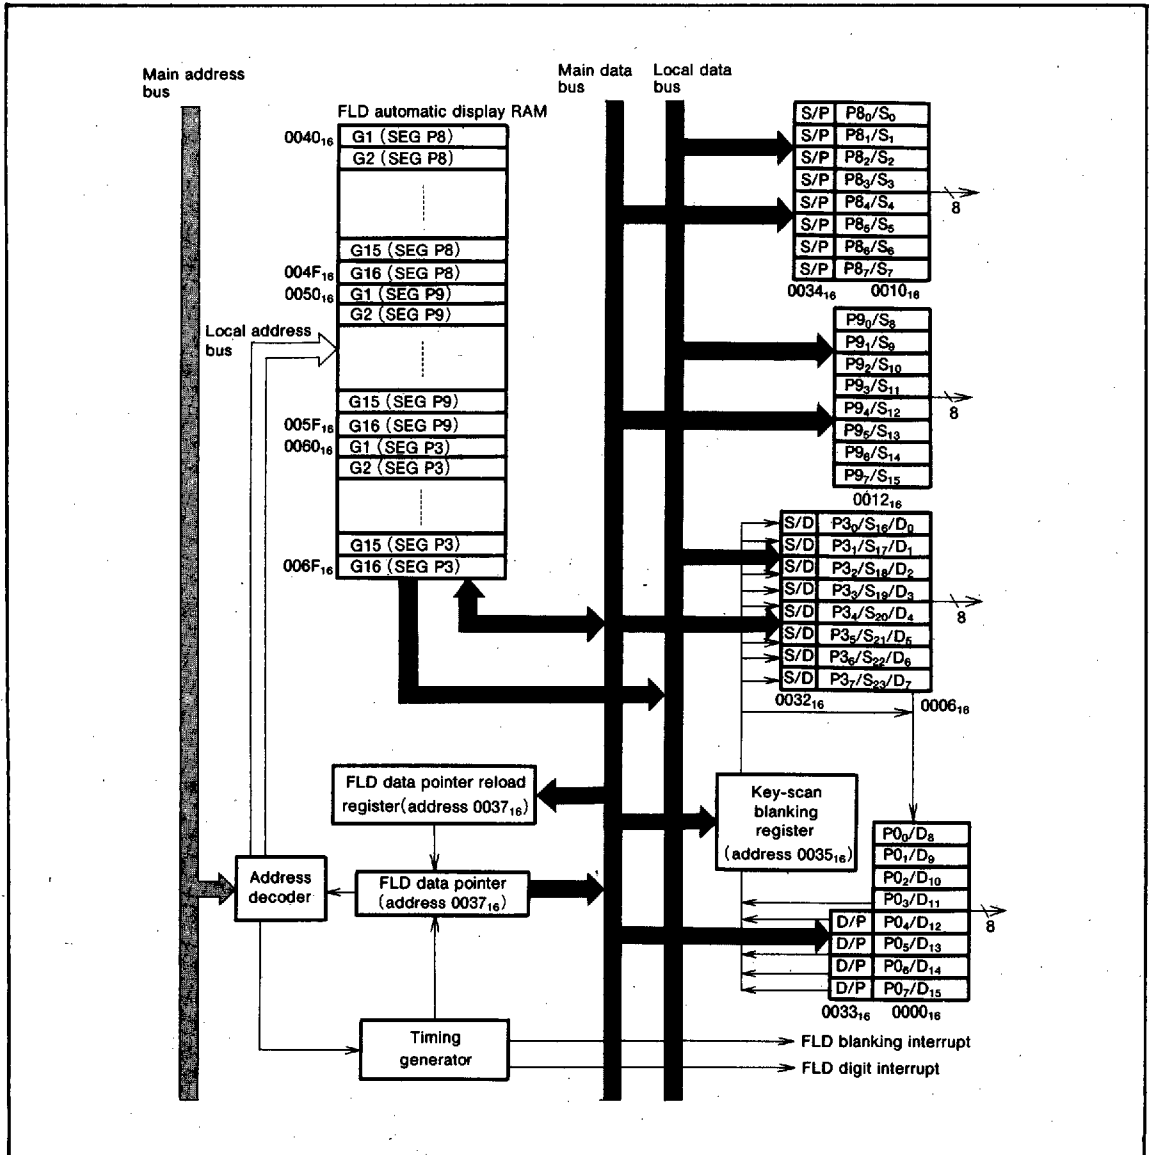 Main address
bus
FLD automatic display RAM
0040₁₆
G1 (SEG P8)
G2 (SEG P8)
G15 (SEG P8)
004F₁₆
G16 (SEG P8)
0050₁₆
G1 (SEG P9)
G2 (SEG P9)
Local address
bus
G15 (SEG P9)
005F₁₆
G16 (SEG P9)
0060₁₆
G1 (SEG P3)
G2 (SEG P3)
G15 (SEG P3)
006F₁₆
G16 (SEG P3)
Main data
bus
Local data
bus
S/P P8₀/S₀
S/P P8₁/S₁
S/P P8₂/S₂
S/P P8₃/S₃
S/P P8₄/S₄
S/P P8₅/S₅
S/P P8₆/S₆
S/P P8₇/S₇
8
0034₁₆ 0010₁₆
P9₀/S₈
P9₁/S₉
P9₂/S₁₀
P9₃/S₁₁
P9₄/S₁₂
P9₅/S₁₃
P9₆/S₁₄
P9₇/S₁₅
8
0012₁₆
S/D P3₀/S₁₆/D₀
S/D P3₁/S₁₇/D₁
S/D P3₂/S₁₈/D₂
S/D P3₃/S₁₉/D₃
S/D P3₄/S₂₀/D₄
S/D P3₅/S₂₁/D₅
S/D P3₆/S₂₂/D₆
S/D P3₇/S₂₃/D₇
8
0032₁₆ 0006₁₆
FLD data pointer reload
register(address 0037₁₆)
Key-scan
blanking
register
(address 0035₁₆)
Address
decoder
FLD data pointer
(address 0037₁₆)
P0₀/D₈
P0₁/D₉
P0₂/D₁₀
P0₃/D₁₁
D/P P0₄/D₁₂
D/P P0₅/D₁₃
D/P P0₆/D₁₄
D/P P0₇/D₁₅
8
0033₁₆ 0000₁₆
Timing
generator
FLD blanking interrupt
FLD digit interrupt